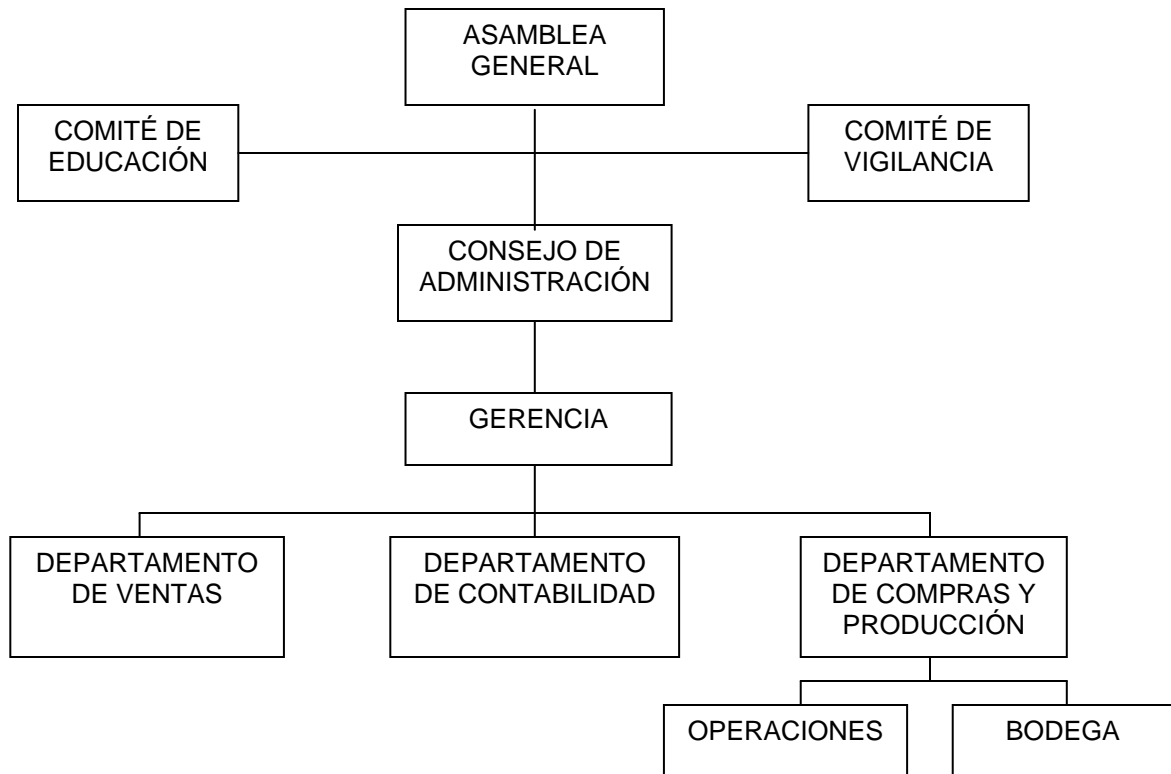 ASAMBLEA
GENERAL
COMITÉ DE
EDUCACIÓN
COMITÉ DE
VIGILANCIA
CONSEJO DE
ADMINISTRACIÓN
GERENCIA
DEPARTAMENTO
DE VENTAS
DEPARTAMENTO
DE CONTABILIDAD
DEPARTAMENTO
DE COMPRAS Y
PRODUCCIÓN
OPERACIONES
BODEGA